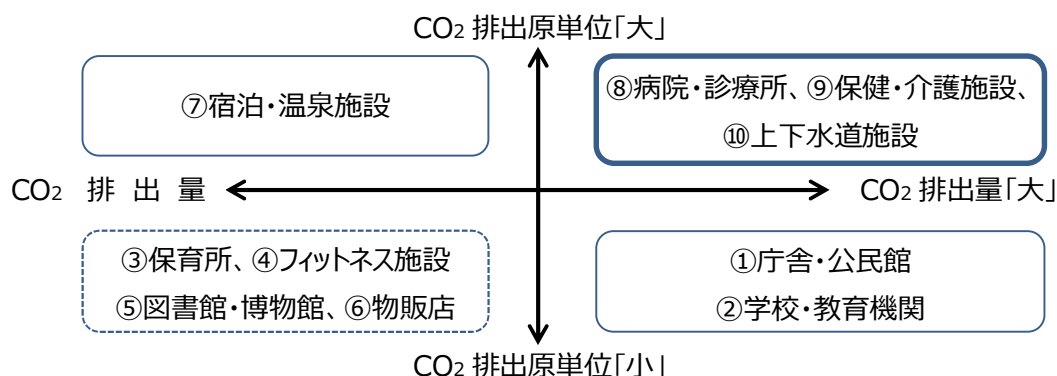 CO2 排出原単位「大」
⑦宿泊・温泉施設
⑧病院・診療所、⑨保健・介護施設、
⑩上下水道施設
CO2 排 出 量
CO2 排出量「大」
③保育所、④フィットネス施設
⑤図書館・博物館、⑥物販店
①庁舎・公民館
②学校・教育機関
CO2 排出原単位「小」